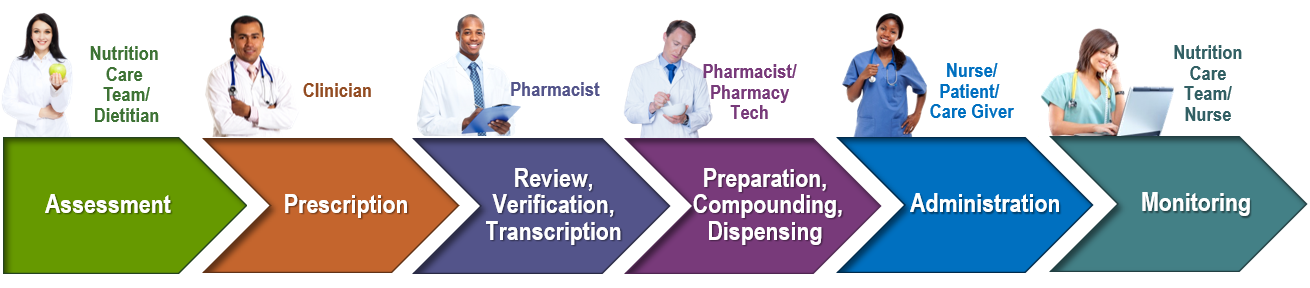 Nutrition
Care
Team/
Dietitian
Clinician
Pharmacist
Pharmacist/
Pharmacy
Tech
Nurse/
Patient/
Care Giver
Nutrition
Care
Team/
Nurse
Assessment
Prescription
Review,
Verification,
Transcription
Preparation,
Compounding,
Dispensing
Administration
Monitoring